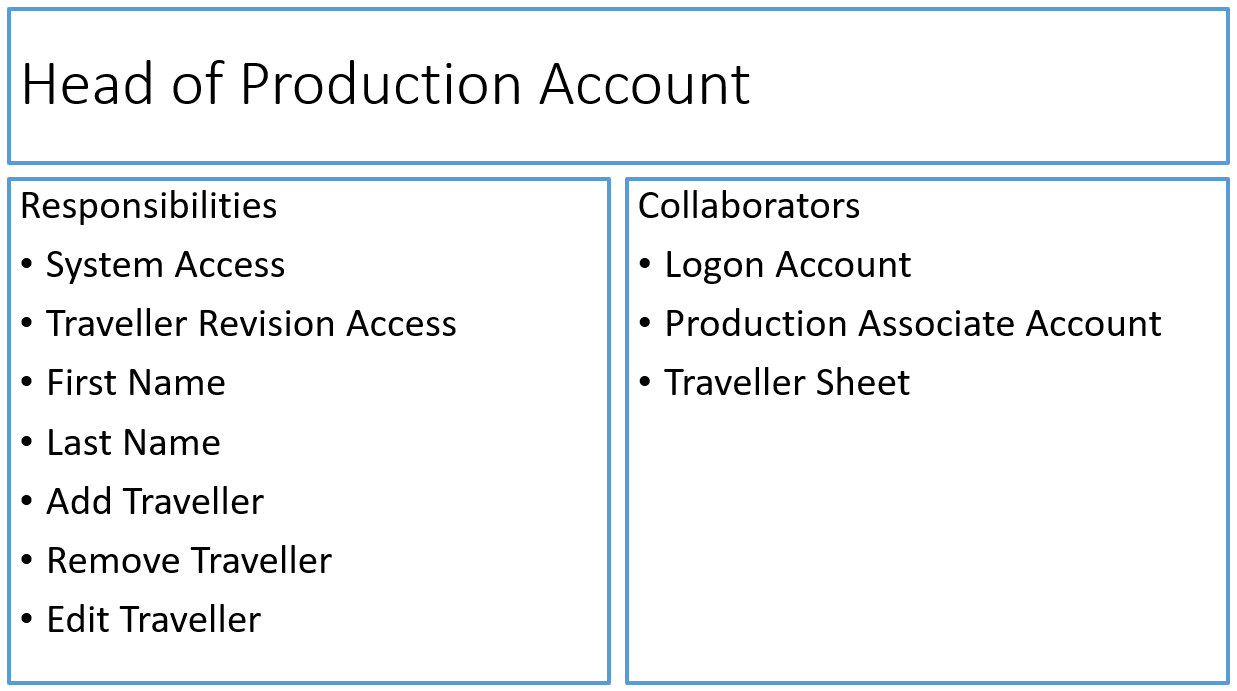 Head of Production Account
Responsibilities
• System Access
• Traveller Revision Access
• First Name
• Last Name
• Add Traveller
• Remove Traveller
• Edit Traveller
Collaborators
• Logon Account
• Production Associate Account
• Traveller Sheet